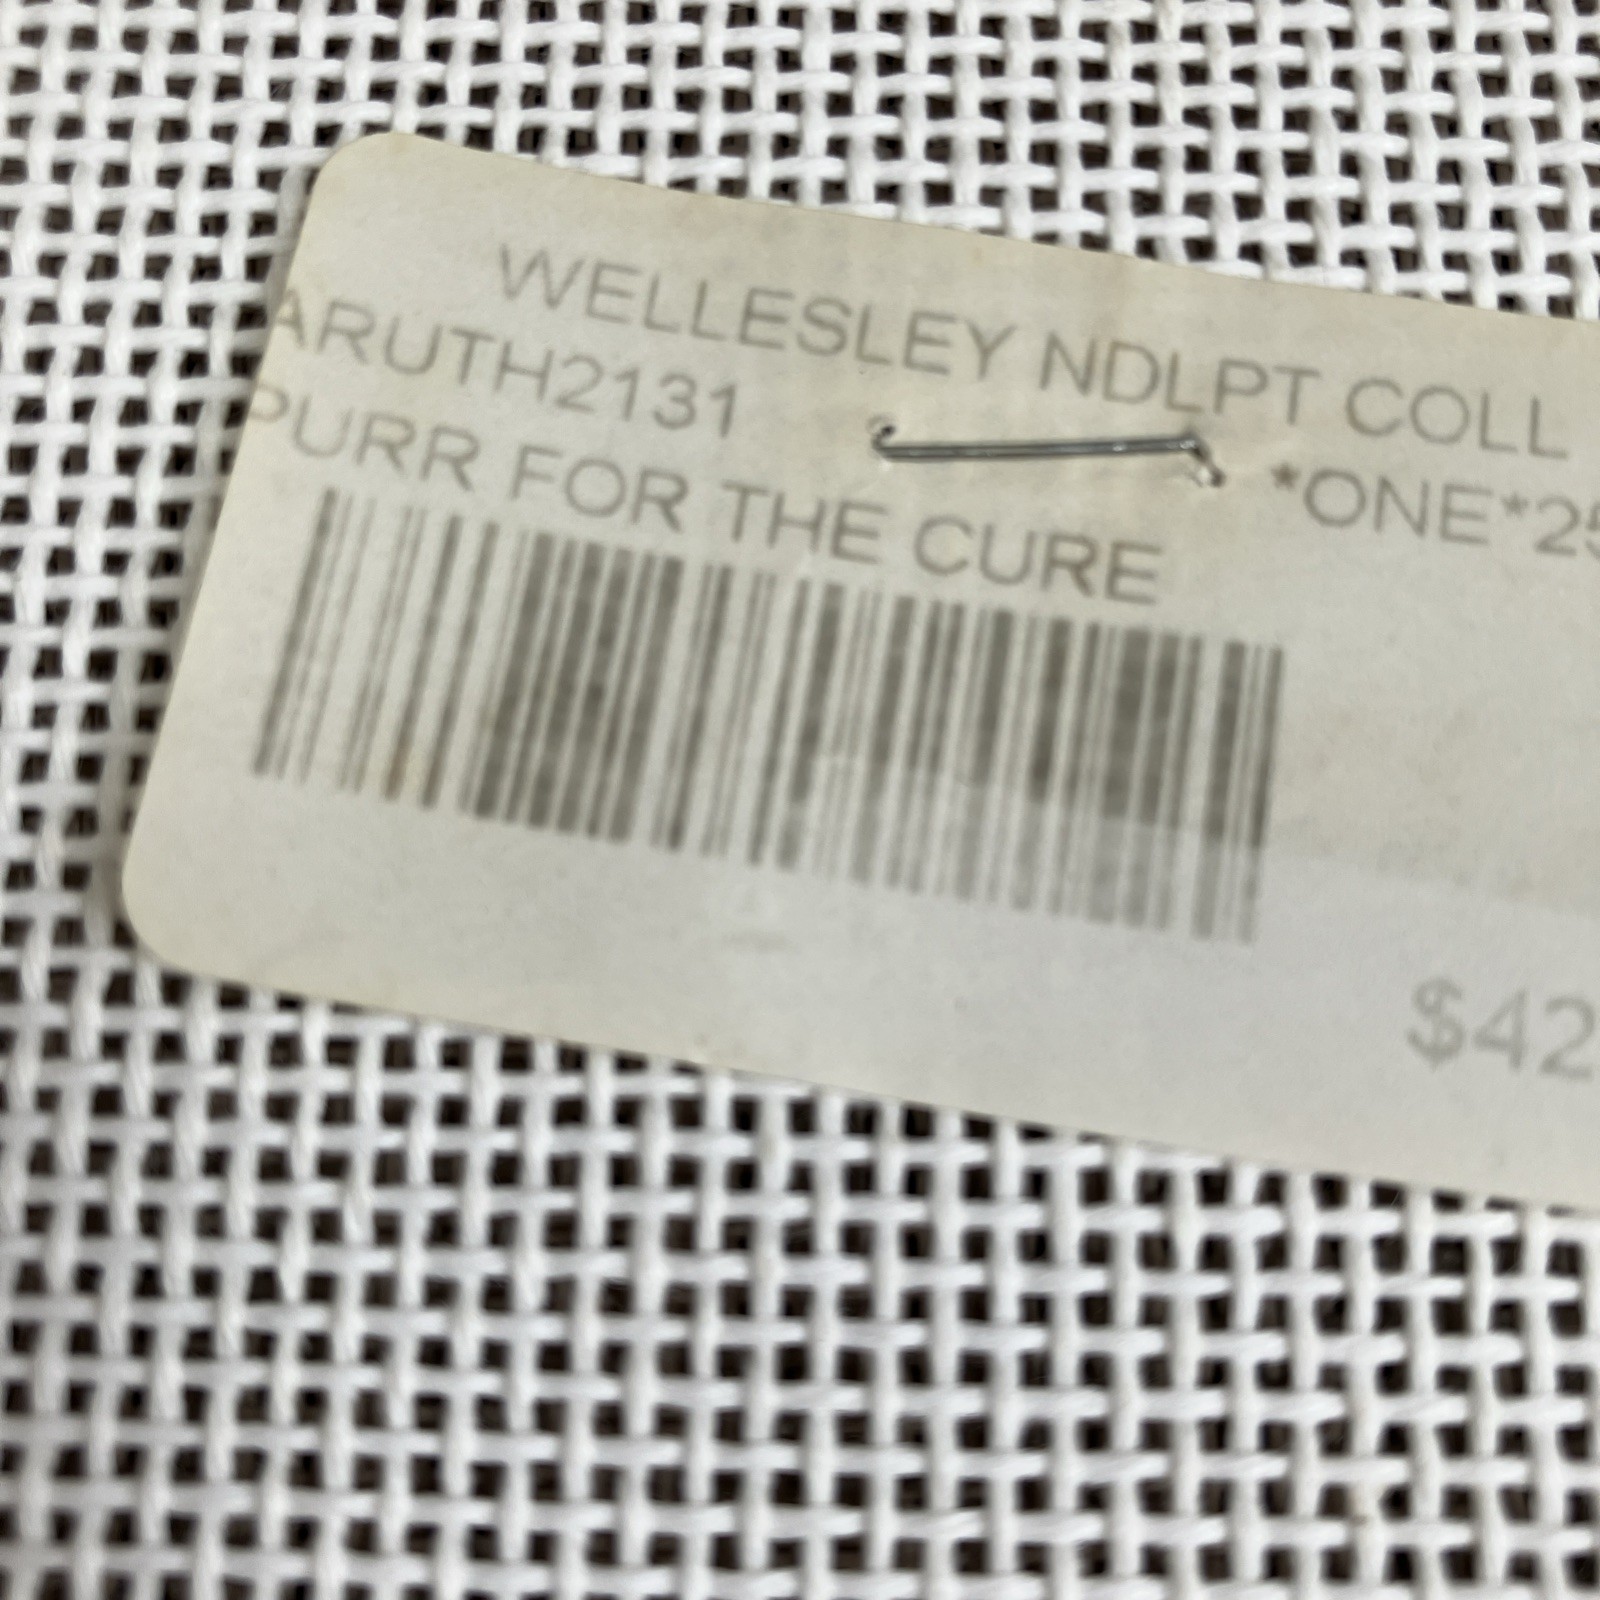 WELLESLEY NDLPT COLL
ARUTH2131
*ONE*25
PURR FOR THE CURE
$42